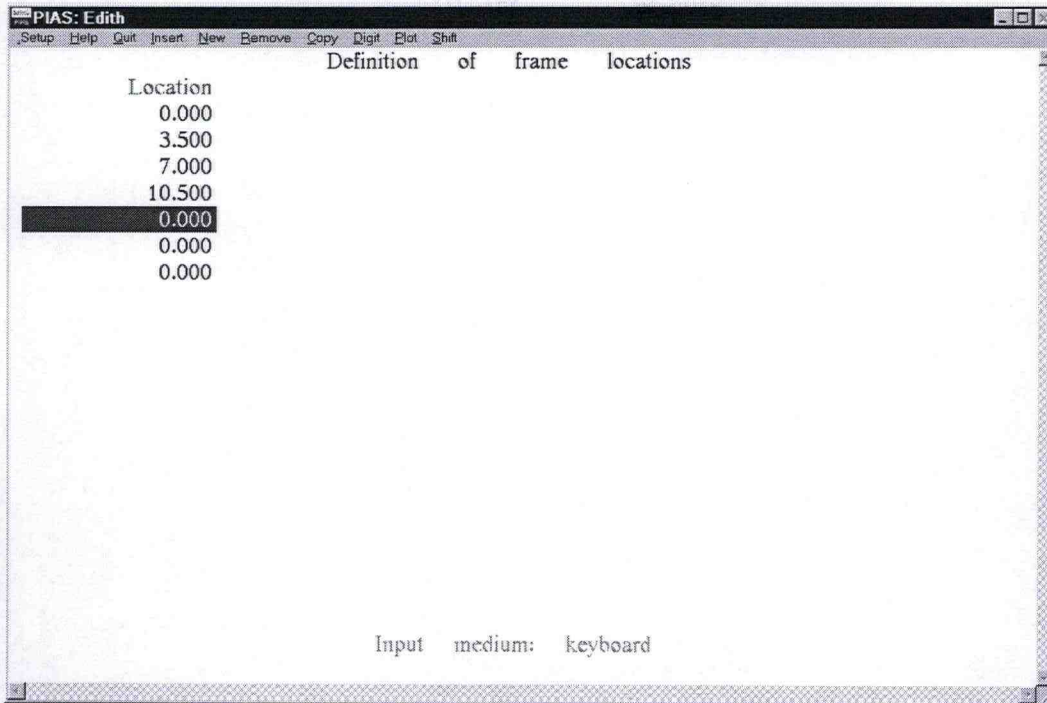 PIAS: Edith
Setup Help Quit Insert New Remove Copy Digit Plot Shift
Definition of frame locations
Location
0.000
3.500
7.000
10.500
0.000
0.000
0.000
Input medium: keyboard